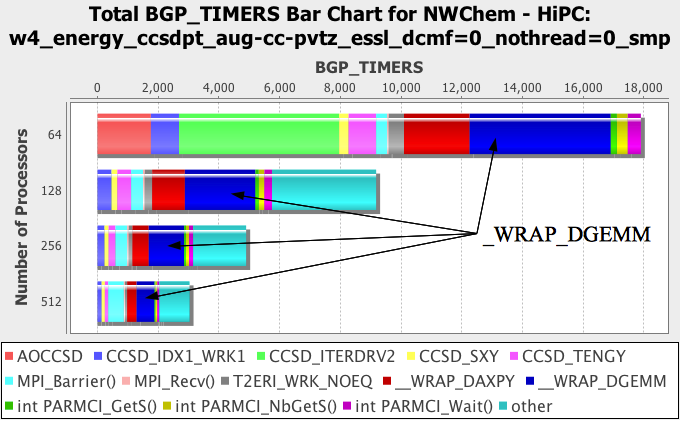 Total BGP_TIMERS Bar Chart for NWChem - HiPC:
w4_energy_ccsdpt_aug-cc-pvtz_essl_dcmf=0_nothread=0_smp
BGP_TIMERS
0 2,000 4,000 6,000 8,000 10,000 12,000 14,000 16,000 18,000
Number of Processors
64
128
256
512
_WRAP_DGEMM
AOCCSD CCSD_IDX1_WRK1 CCSD_ITERDRV2 CCSD_SXY CCSD_TENGY
MPI_Barrier() MPI_Recv() T2ERI_WRK_NOEQ __WRAP_DAXPY __WRAP_DGEMM
int PARMCI_GetS() int PARMCI_NbGetS() int PARMCI_Wait() other